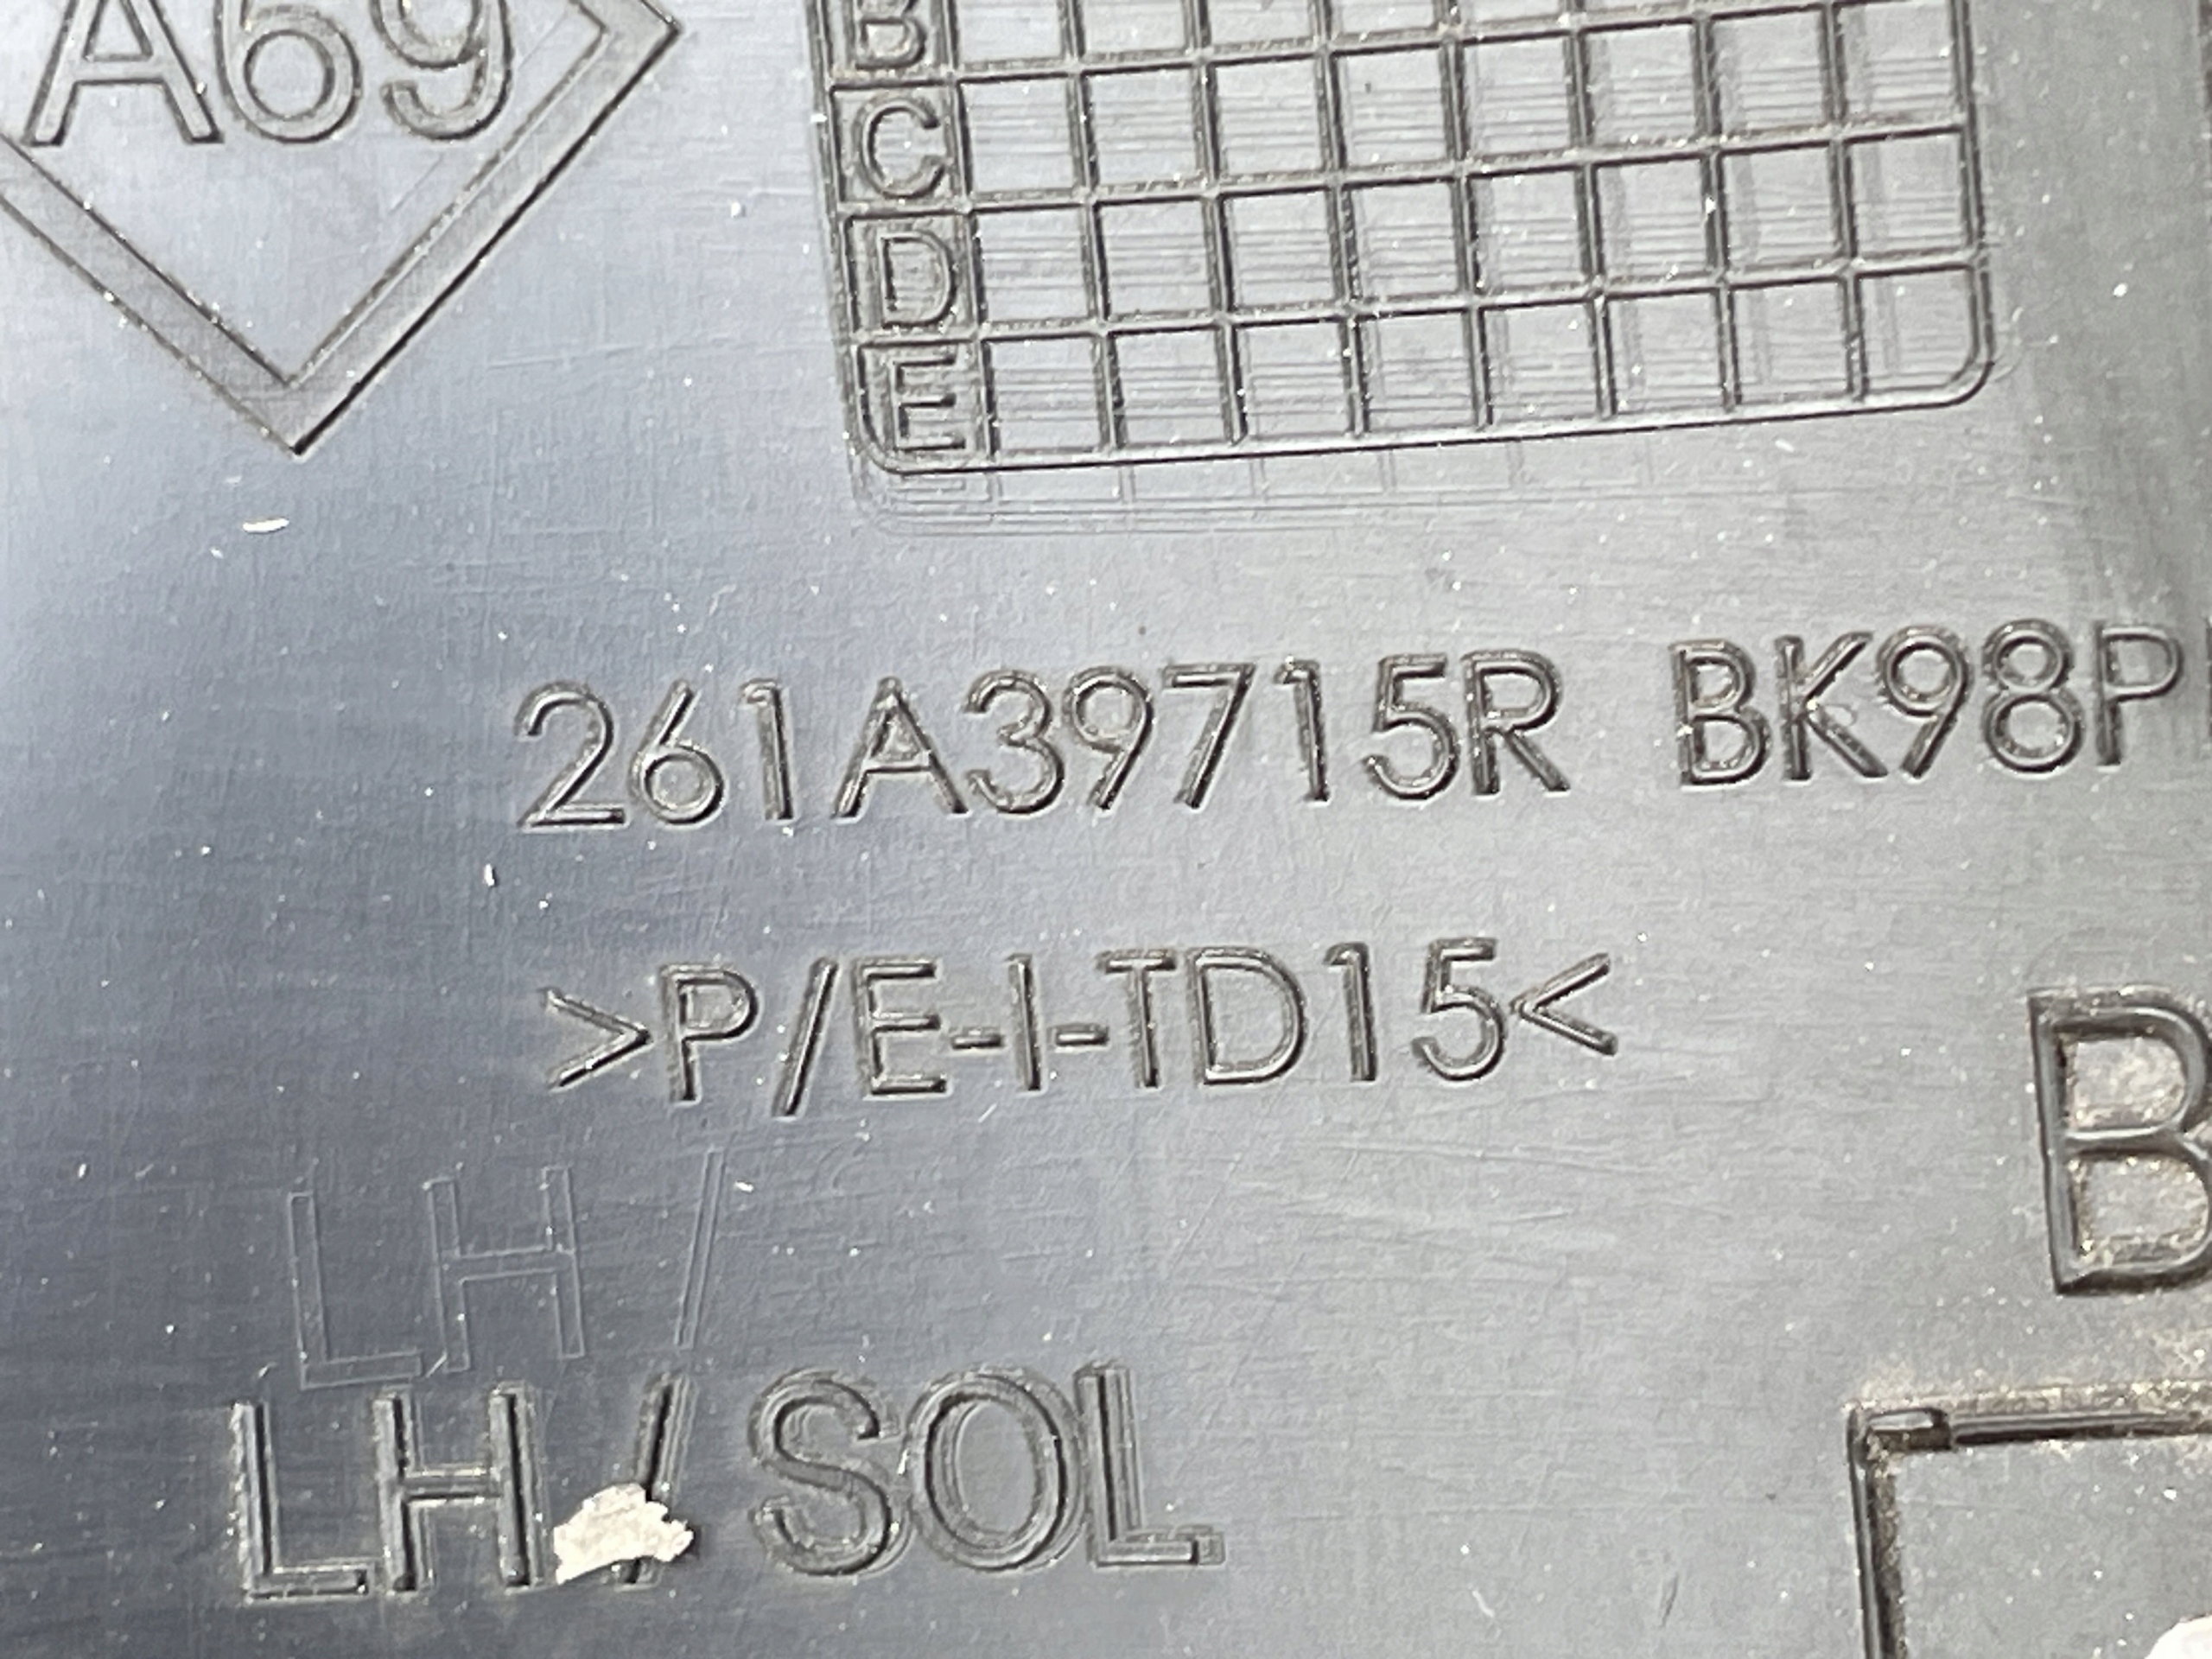 A69
B
C
D
E
261A39715R BK98P
>P/E-I-TD15<
B
LH/
LH/SOL